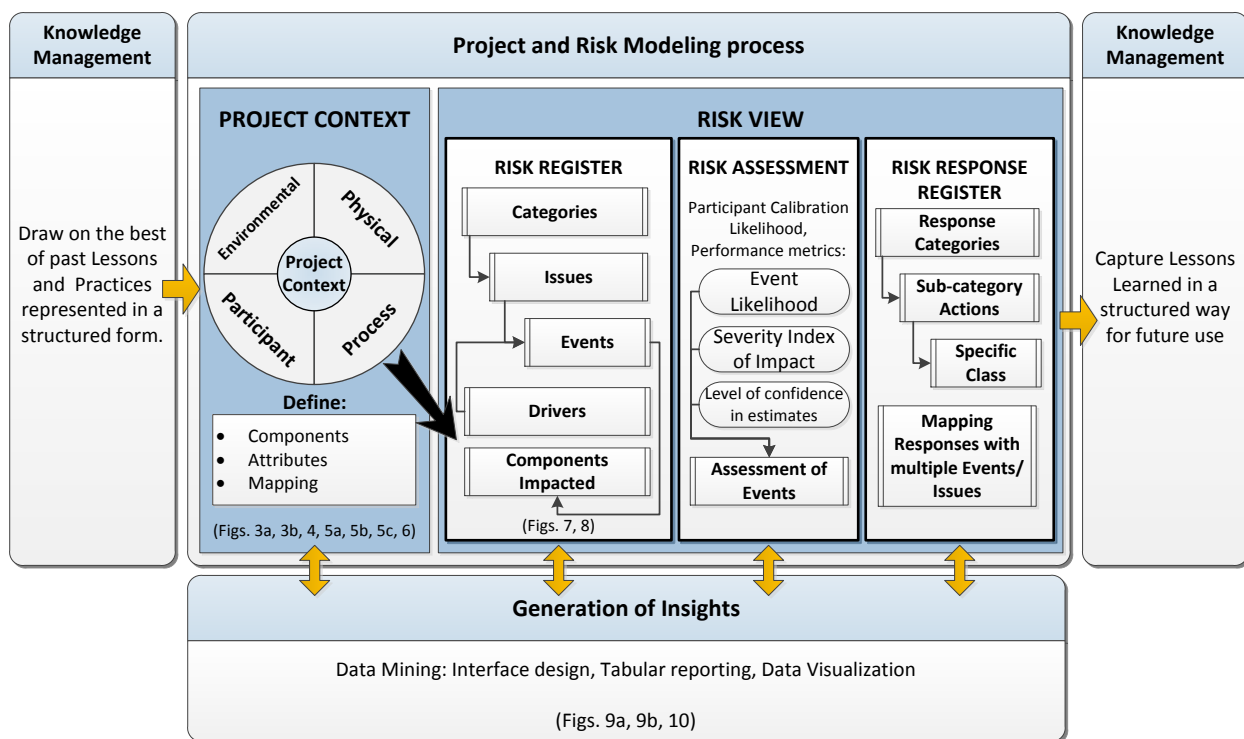 Knowledge
Management
Draw on the best
of past Lessons
and Practices
represented in a
structured form.
Project and Risk Modeling process
PROJECT CONTEXT
Environmental
Physical
Project
Context
Participant
Process
Define:
• Components
• Attributes
• Mapping
(Figs. 3a, 3b, 4, 5a, 5b, 5c, 6)
RISK VIEW
RISK REGISTER
Categories
Issues
Events
Drivers
Components
Impacted
(Figs. 7, 8)
RISK ASSESSMENT
Participant Calibration
Likelihood,
Performance metrics:
Event
Likelihood
Severity Index
of Impact
Level of confidence
in estimates
Assessment of
Events
RISK RESPONSE
REGISTER
Response
Categories
Sub-category
Actions
Specific
Class
Mapping
Responses with
multiple Events/
Issues
Knowledge
Management
Capture Lessons
Learned in a
structured way
for future use
Generation of Insights
Data Mining: Interface design, Tabular reporting, Data Visualization
(Figs. 9a, 9b, 10)